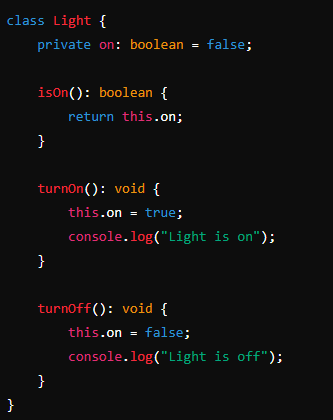 class Light {
    private on: boolean = false;

    isOn(): boolean {
        return this.on;
    }

    turnOn(): void {
        this.on = true;
        console.log("Light is on");
    }

    turnOff(): void {
        this.on = false;
        console.log("Light is off");
    }
}